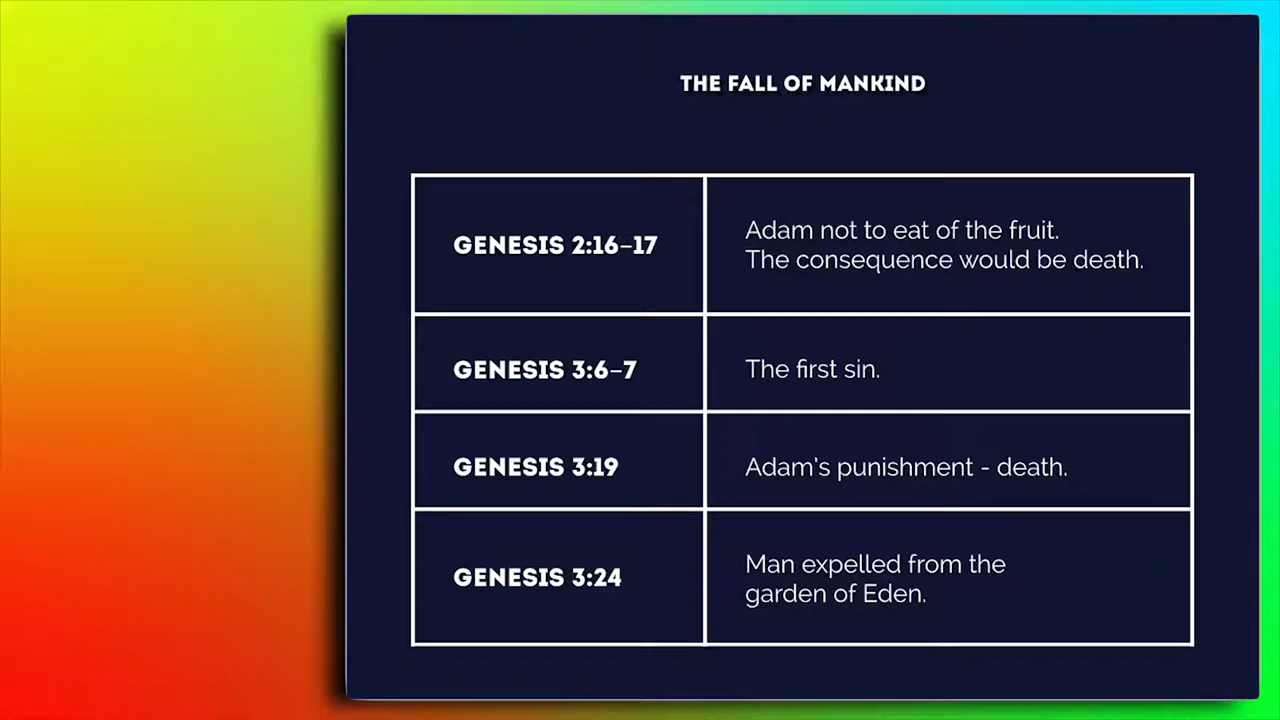 THE FALL OF MANKIND
GENESIS 2:16–17
Adam not to eat of the fruit.
The consequence would be death.
GENESIS 3:6–7
The first sin.
GENESIS 3:19
Adam's punishment - death.
GENESIS 3:24
Man expelled from the
garden of Eden.